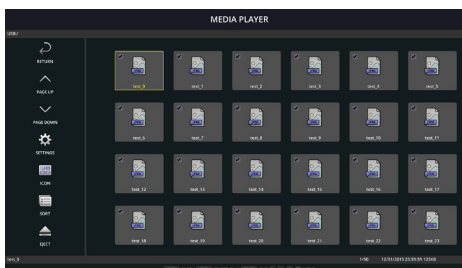 MEDIA PLAYER
USB/
RETURN
PAGE UP
PAGE DOWN
SETTINGS
ICON
SORT
EJECT
test_0
test_1
test_2
test_3
test_4
test_5
test_6
test_7
test_8
test_9
test_10
test_11
test_12
test_13
test_14
test_15
test_16
test_17
test_18
test_19
test_20
test_21
test_22
test_23
test_0
1/50